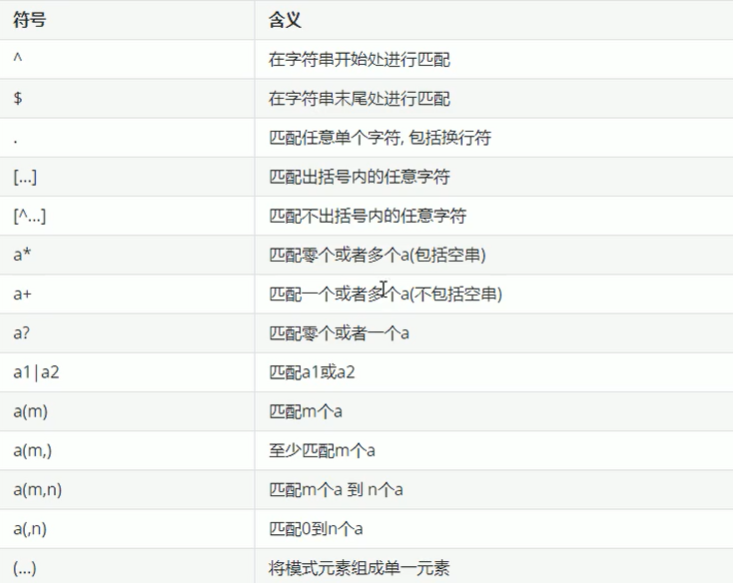 符号 含义
^ 在字符串开始处进行匹配
$ 在字符串末尾处进行匹配
. 匹配任意单个字符, 包括换行符
[...] 匹配出括号内的任意字符
[^...] 匹配不出括号内的任意字符
a* 匹配零个或者多个a(包括空串)
a+ 匹配一个或者多个a(不包括空串)
a? 匹配零个或者一个a
a1|a2 匹配a1或a2
a(m) 匹配m个a
a(m,) 至少匹配m个a
a(m,n) 匹配m个a 到 n个a
a(,n) 匹配0到n个a
(...) 将模式元素组成单一元素